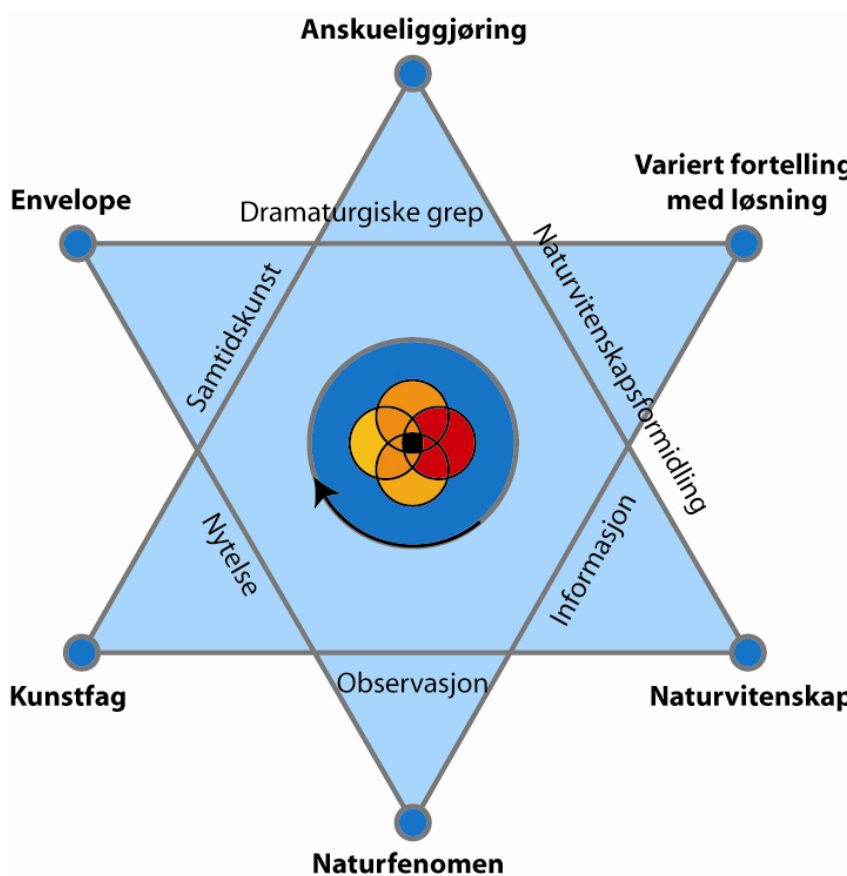 Anskueliggjøring
Variert fortelling
med løsning
Envelope
Dramaturgiske grep
Naturvitenskapsformidling
Samtidskunst
Nytelse
Informasjon
Observasjon
Kunstfag
Naturvitenskap
Naturfenomen